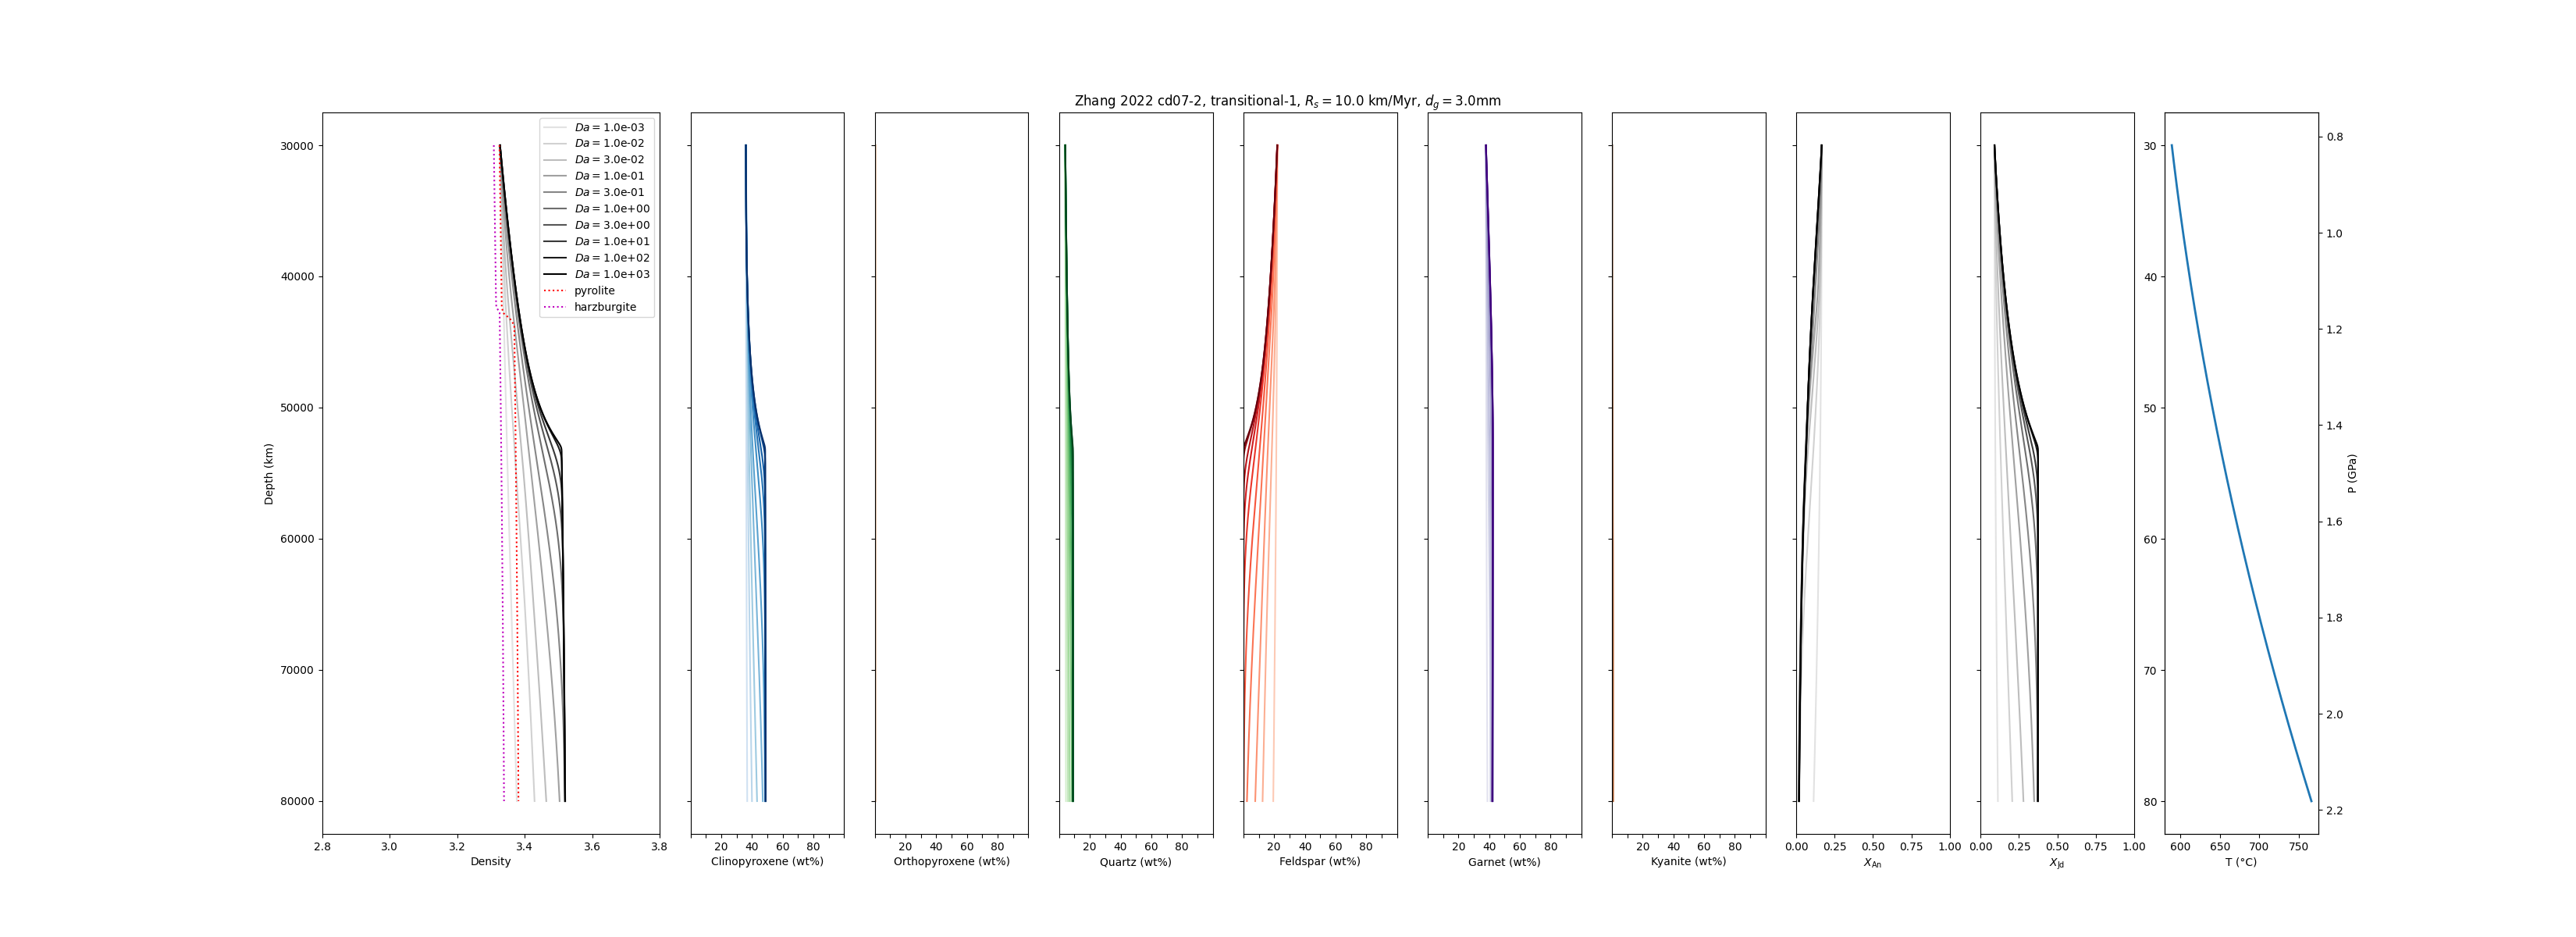 Zhang 2022 cd07-2, transitional-1, Rs = 10.0 km/Myr, dg = 3.0mm
Da = 1.0e-03
Da = 1.0e-02
Da = 3.0e-02
Da = 1.0e-01
Da = 3.0e-01
Da = 1.0e+00
Da = 3.0e+00
Da = 1.0e+01
Da = 1.0e+02
Da = 1.0e+03
pyrolite
harzburgite
30000
40000
50000
60000
70000
80000
Depth (km)
2.8 3.0 3.2 3.4 3.6 3.8
Density
20 40 60 80
Clinopyroxene (wt%)
20 40 60 80
Orthopyroxene (wt%)
20 40 60 80
Quartz (wt%)
20 40 60 80
Feldspar (wt%)
20 40 60 80
Garnet (wt%)
20 40 60 80
Kyanite (wt%)
0.00 0.25 0.50 0.75 1.00
XAn
0.00 0.25 0.50 0.75 1.00
XJd
30
40
50
60
70
80
600 650 700 750
T (°C)
0.8
1.0
1.2
1.4
1.6
1.8
2.0
2.2
P (GPa)